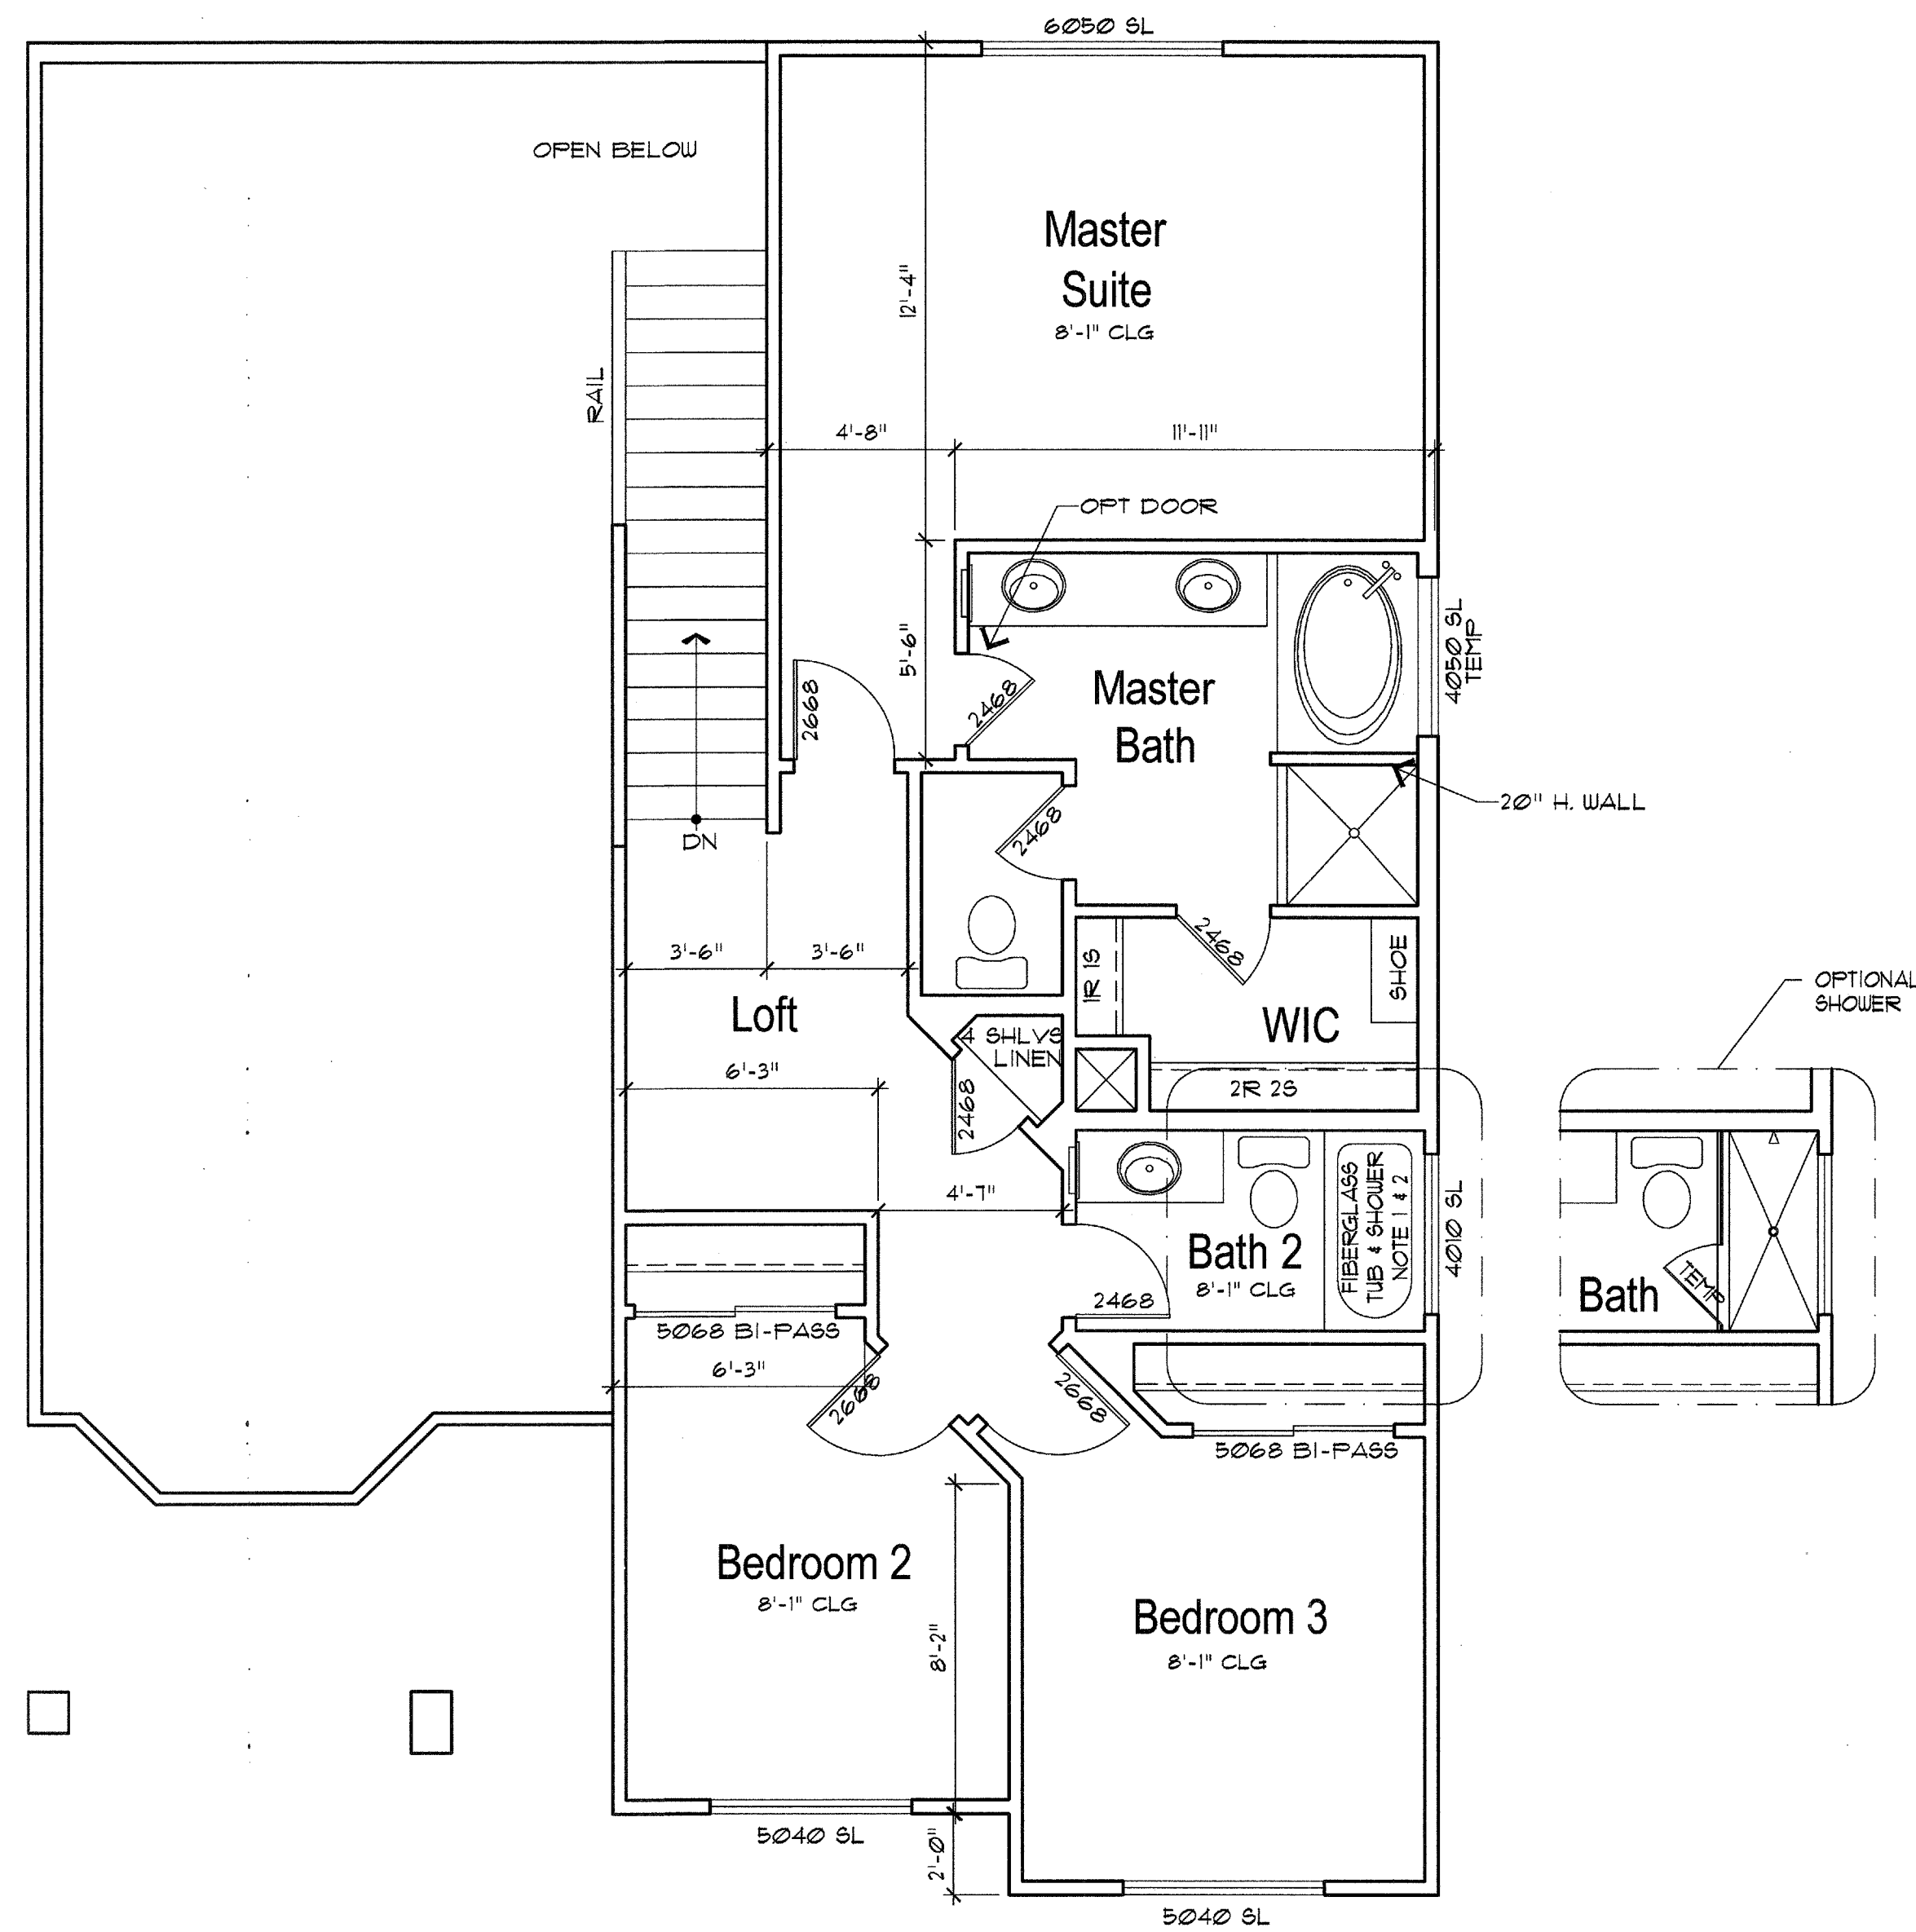 6050 SL
OPEN BELOW
Master
Suite
8'-1" CLG
12'-4"
RAIL
4'-8"
11'-11"
OPT DOOR
5'-6"
2668
2468
Master
Bath
4050 SL
TEMP
20" H. WALL
DN
2468
2468
3'-6"
3'-6"
1R 1S
SHOE
OPTIONAL
SHOWER
Loft
WIC
4 SHLVS
LINEN
6'-3"
2468
2R 2S
4'-7"
FIBERGLASS
TUB & SHOWER
NOTE 1 & 2
4010 SL
Bath 2
8'-1" CLG
2468
Bath
TEMP
5068 BI-PASS
6'-3"
2668
2668
5068 BI-PASS
Bedroom 2
8'-1" CLG
8'-2"
Bedroom 3
8'-1" CLG
5040 SL
2'-0"
5040 SL